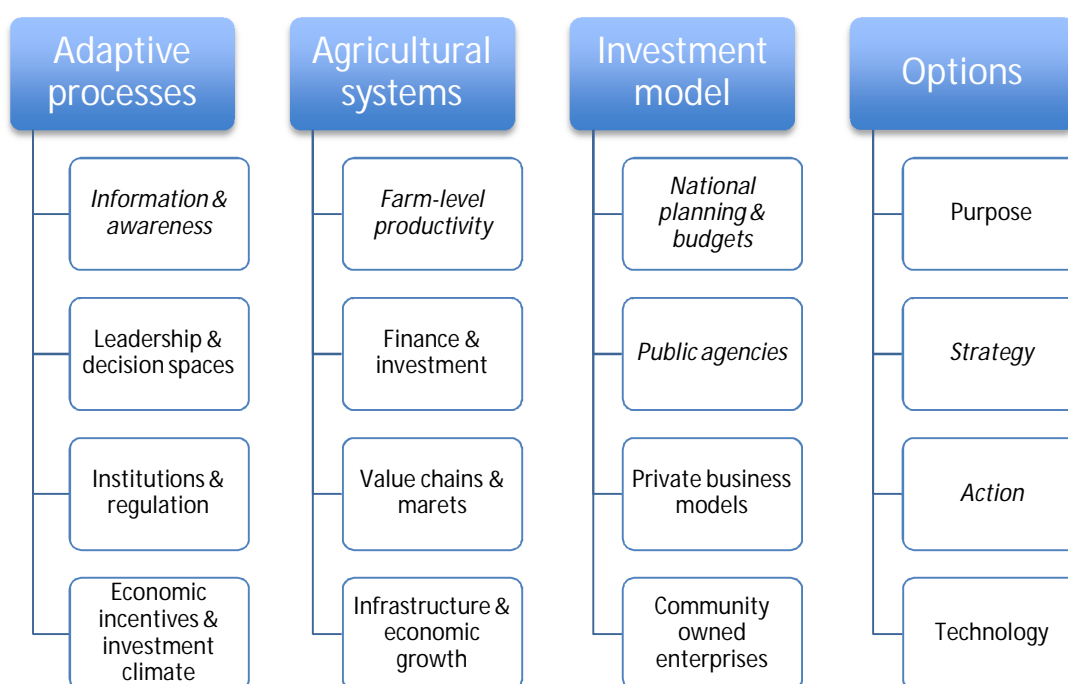 Adaptive
processes
Information &
awareness
Leadership &
decision spaces
Institutions &
regulation
Economic
incentives &
investment
climate
Agricultural
systems
Farm-level
productivity
Finance &
investment
Value chains &
marets
Infrastructure &
economic
growth
Investment
model
National
planning &
budgets
Public agencies
Private business
models
Community
owned
enterprises
Options
Purpose
Strategy
Action
Technology